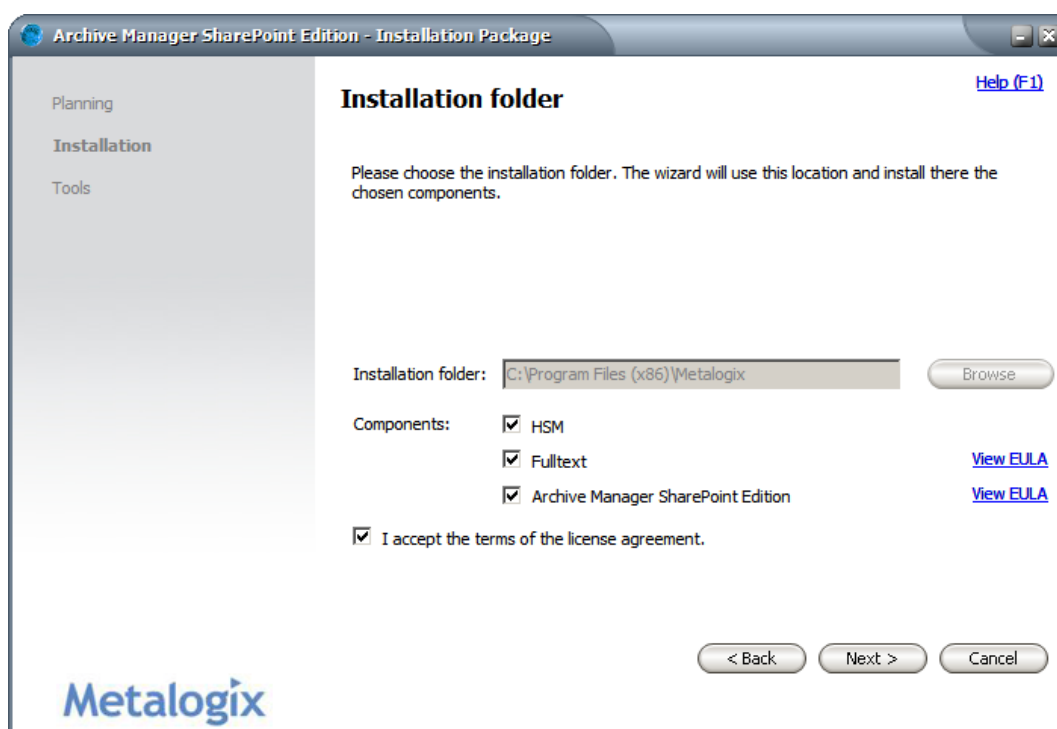 Archive Manager SharePoint Edition - Installation Package
Help (F1)
Planning
Installation
Tools
Installation folder
Please choose the installation folder. The wizard will use this location and install there the
chosen components.
Installation folder: C:\Program Files (x86)\Metalogix Browse
Components: HSM
Fulltext View EULA
Archive Manager SharePoint Edition View EULA
I accept the terms of the license agreement.
< Back Next > Cancel
Metalogix